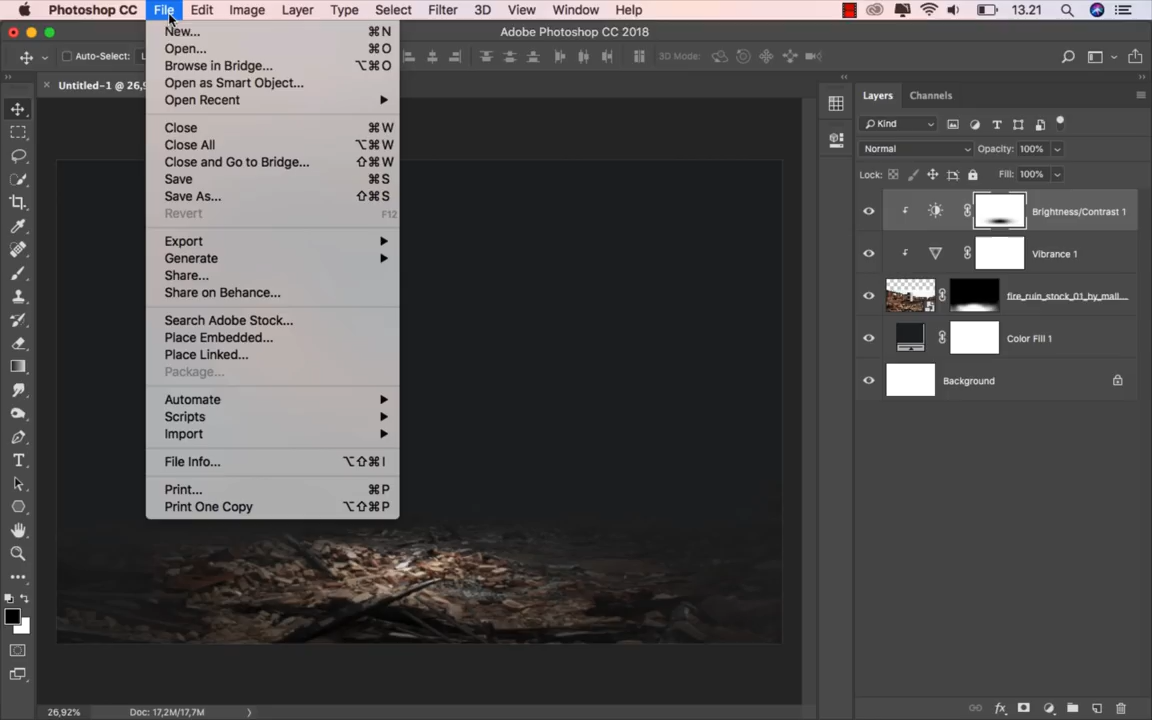 Photoshop CC File Edit Image Layer Type Select Filter 3D View Window Help 13.21
Adobe Photoshop CC 2018
Auto-Select: 3D Mode:
Untitled-1 @ 26,9
New... ⌘N
Open... ⌘O
Browse in Bridge... ⌥⌘O
Open as Smart Object...
Open Recent
Close ⌘W
Close All ⌥⌘W
Close and Go to Bridge... ⇧⌘W
Save ⌘S
Save As... ⇧⌘S
Revert F12
Export
Generate
Share...
Share on Behance...
Search Adobe Stock...
Place Embedded...
Place Linked...
Package...
Automate
Scripts
Import
File Info... ⌥⇧⌘I
Print... ⌘P
Print One Copy ⌥⇧⌘P
Layers Channels
Kind
Normal Opacity: 100%
Lock: Fill: 100%
Brightness/Contrast 1
Vibrance 1
fire_ruin_stock_01_by_mall...
Color Fill 1
Background
26,92% Doc: 17,2M/17,7M